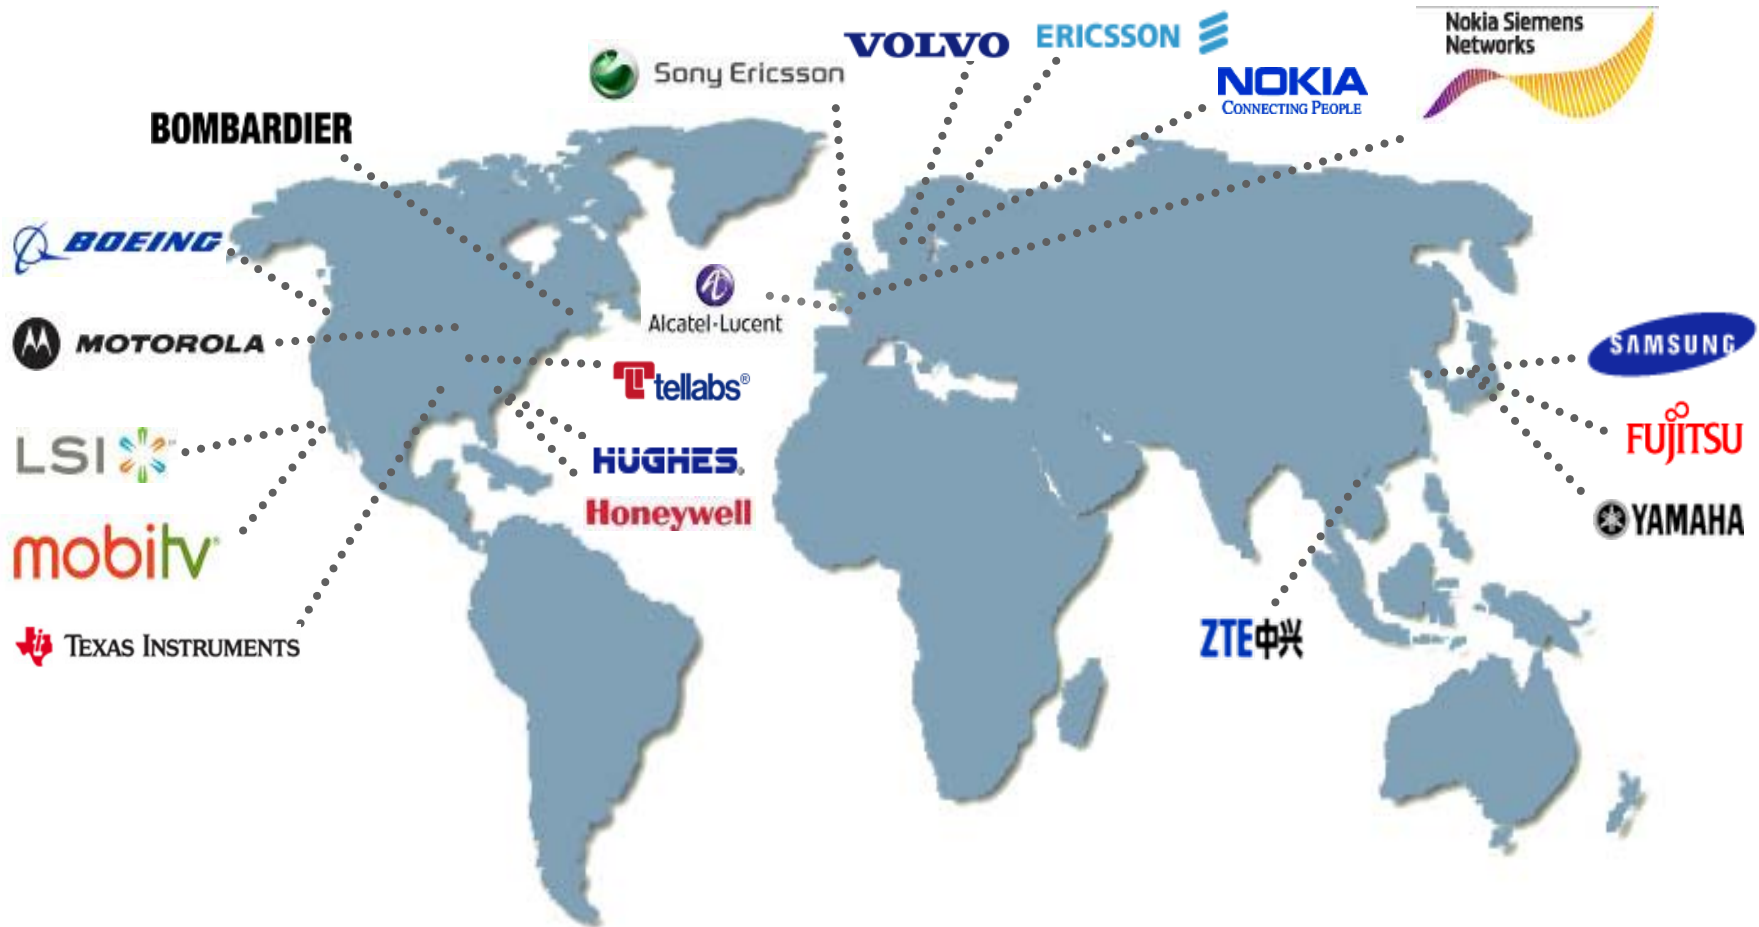 Nokia Siemens
Networks
VOLVO
ERICSSON
Sony Ericsson
NOKIA
CONNECTING PEOPLE
BOMBARDIER
BOEING
Alcatel·Lucent
MOTOROLA
SAMSUNG
tellabs®
FUJITSU
LSI
HUGHES®
Honeywell
YAMAHA
mobitv®
TEXAS INSTRUMENTS
ZTE中兴